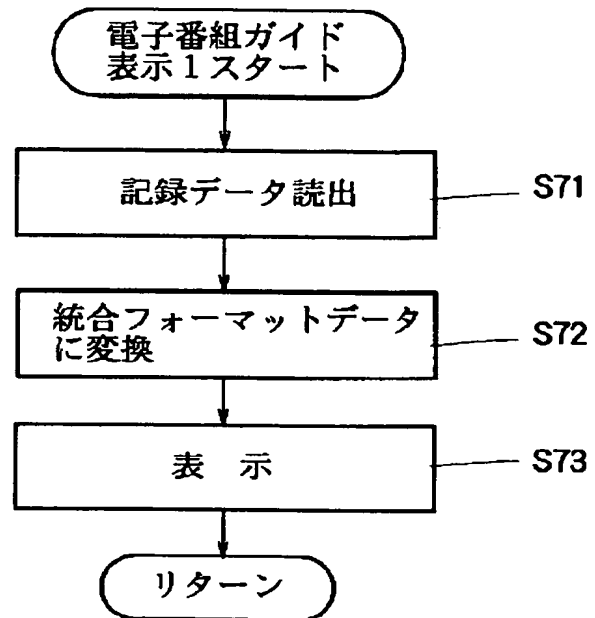 電子番組ガイド
表示1スタート
記録データ読出
S71
統合フォーマットデータ
に変換
S72
表 示
S73
リターン